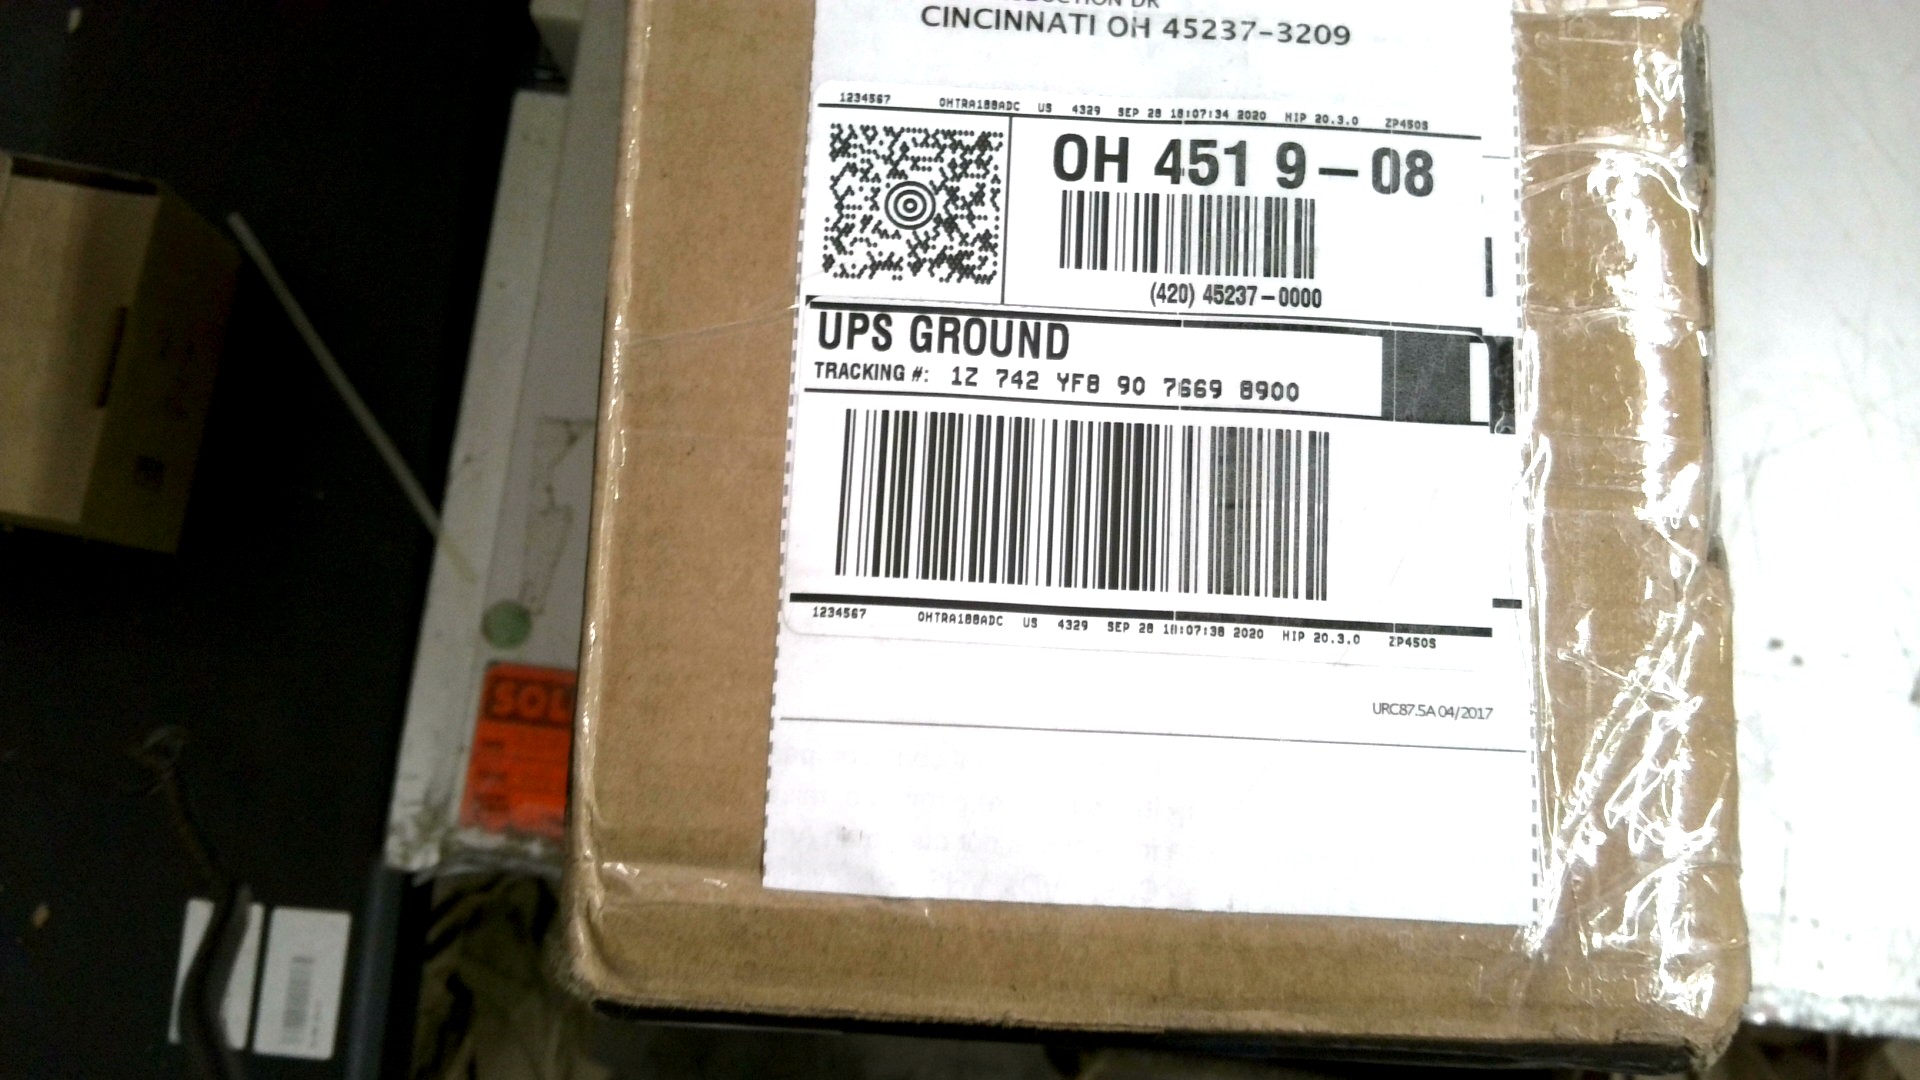 CINCINNATI OH 45237-3209
1234567 OHTRA188ADC US 4329 SEP 28 18:07:34 2020 HIP 20.3.0 ZP450S
OH 451 9-08
(420) 45237-0000
UPS GROUND
TRACKING #: 1Z 742 YF8 90 7669 8900
1234567 OHTRA188ADC US 4329 SEP 28 18:07:38 2020 HIP 20.3.0 ZP450S
URC87.5A 04/2017
SOL